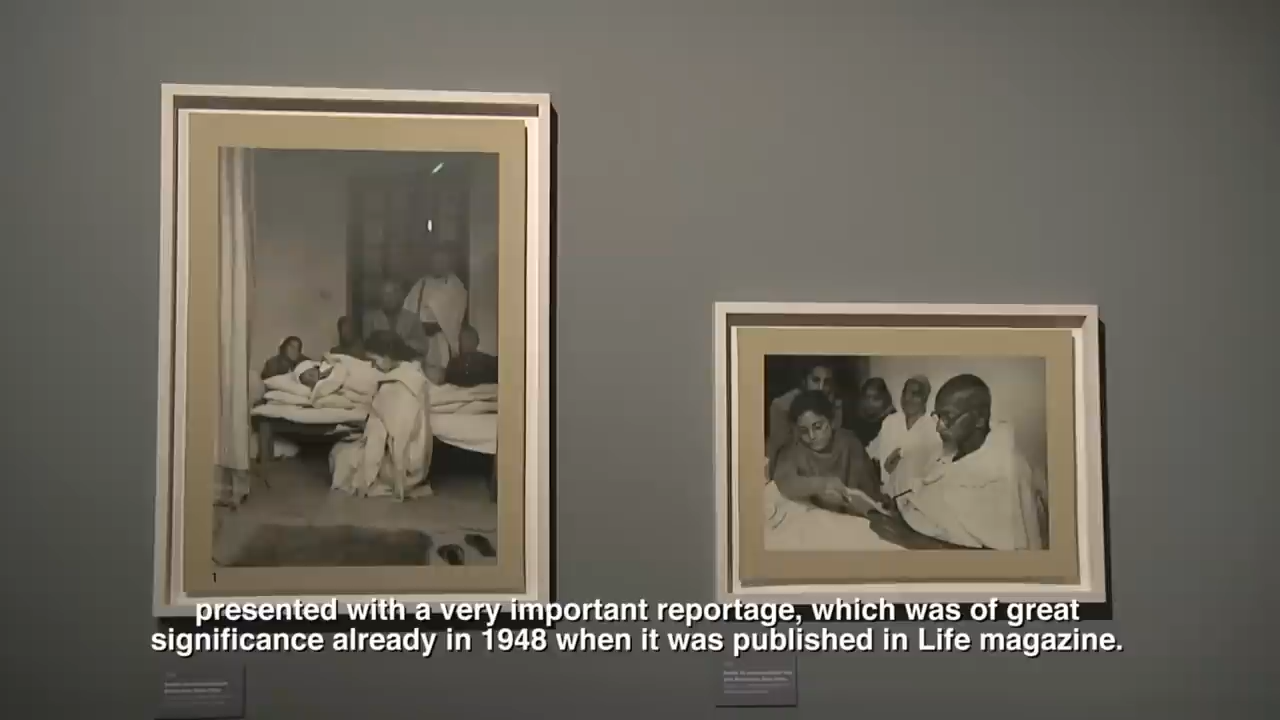 1
presented with a very important reportage, which was of great
significance already in 1948 when it was published in Life magazine.